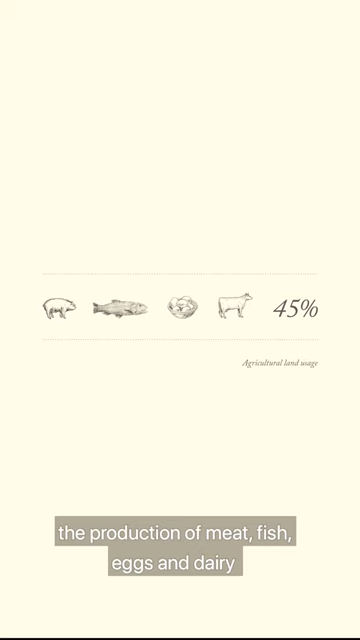 45%
Agricultural land usage
the production of meat, fish,
eggs and dairy